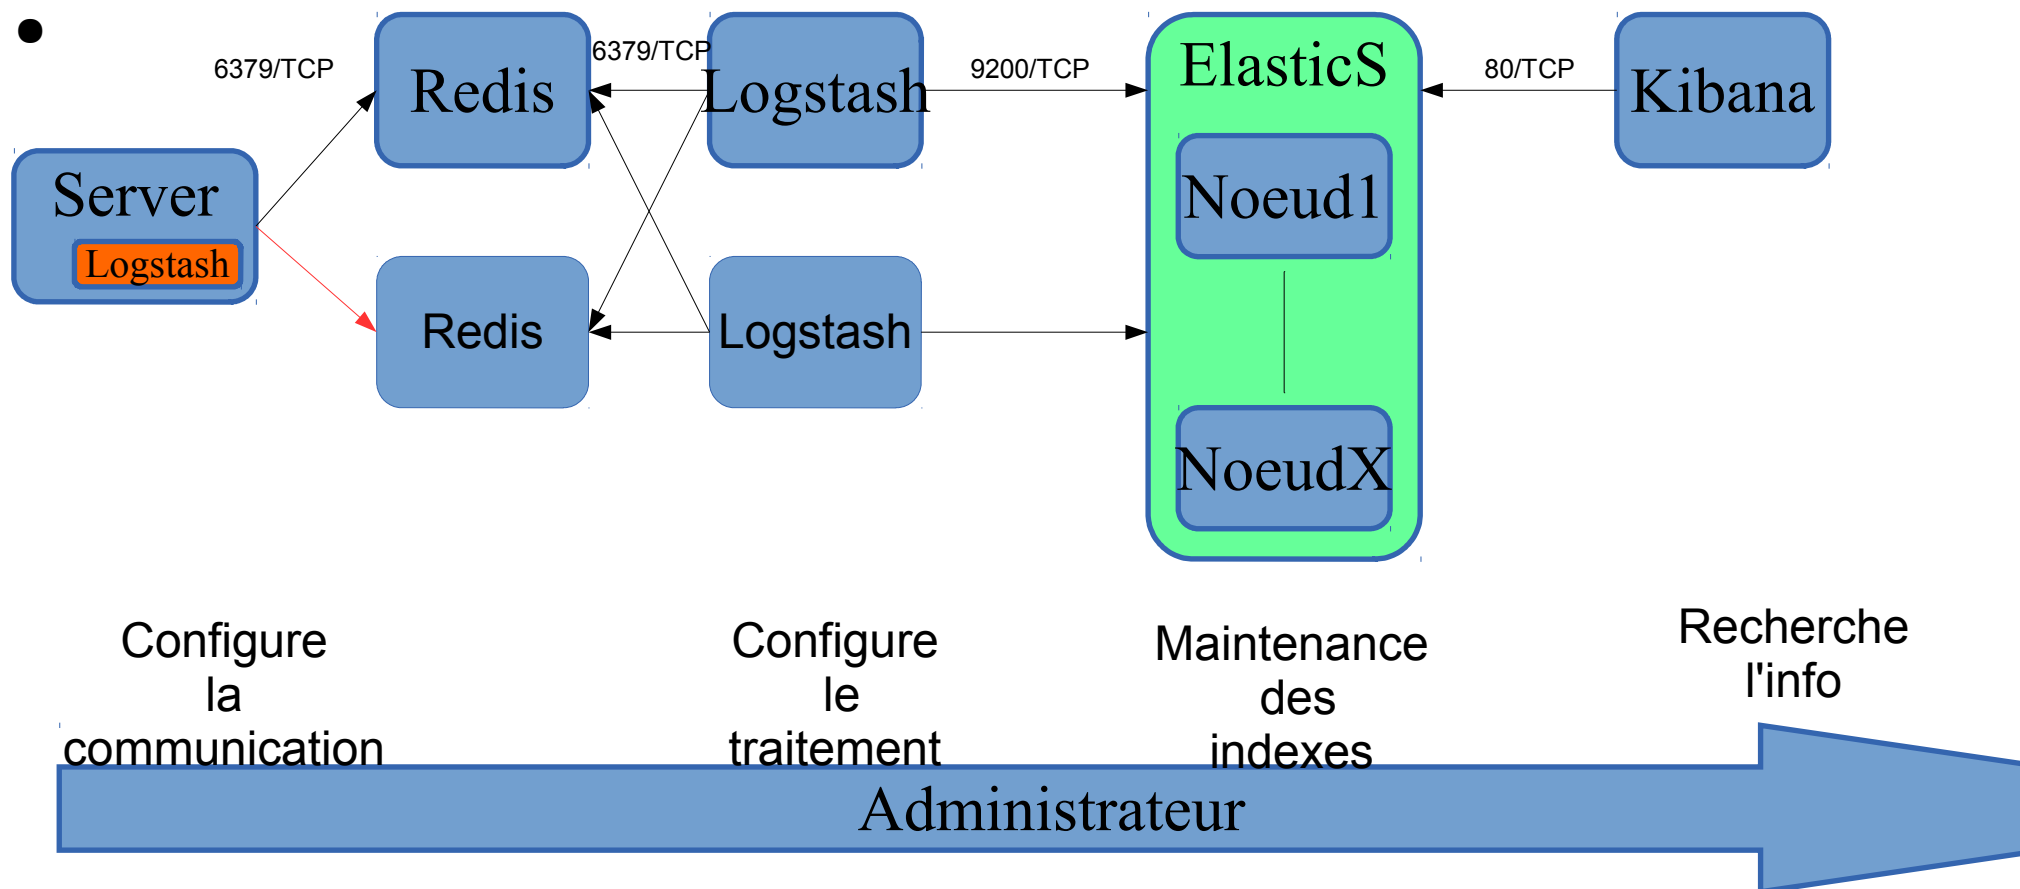 6379/TCP
Redis
6379/TCP
Logstash
9200/TCP
ElasticS
80/TCP
Kibana
Server
Logstash
Noeud1
Redis
Logstash
NoeudX
Configure
la
communication
Configure
le
traitement
Maintenance
des
indexes
Recherche
l'info
Administrateur